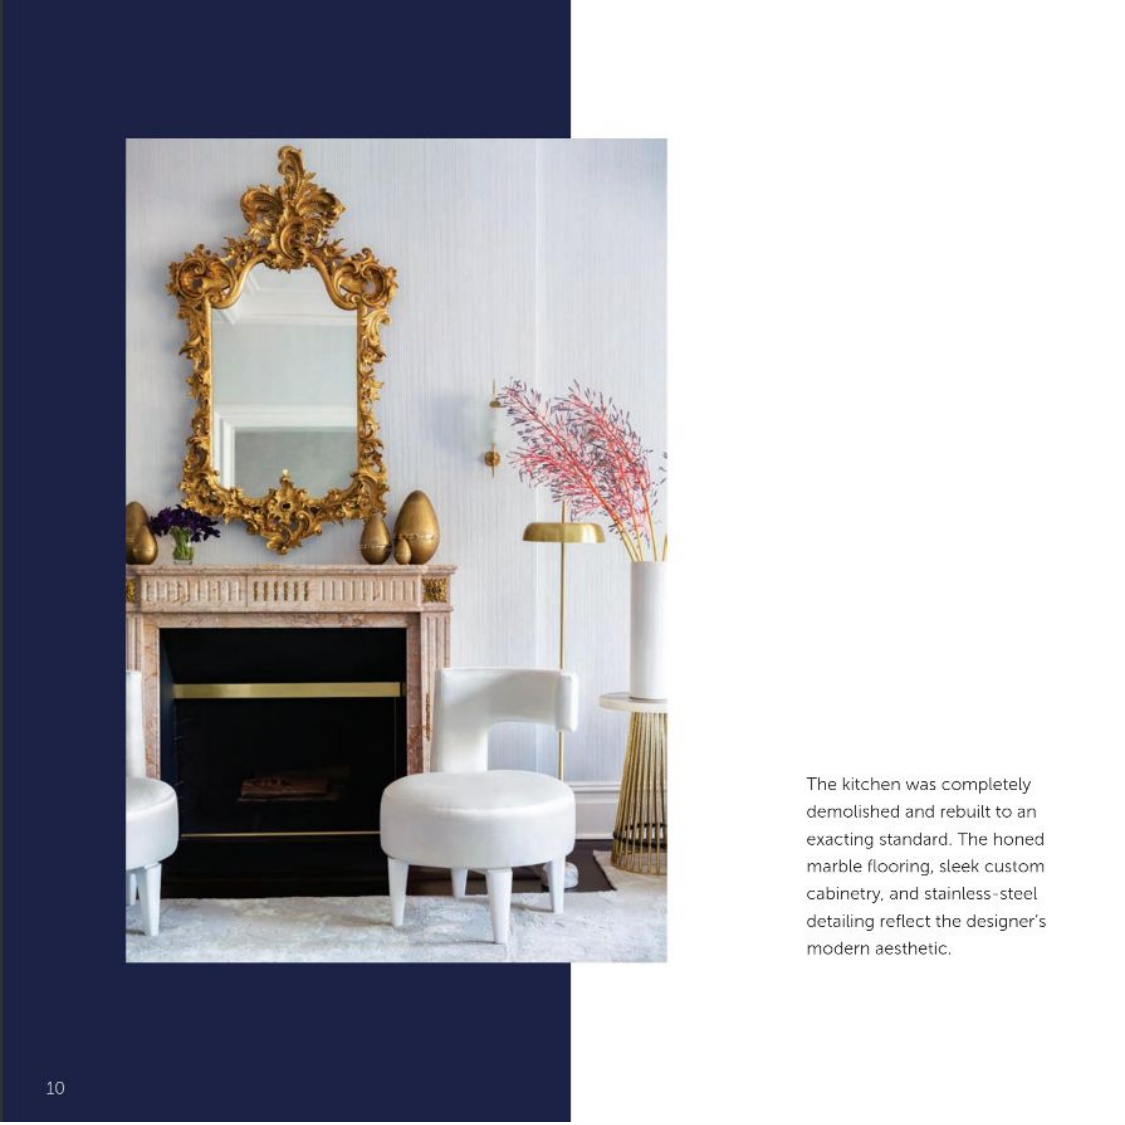 The kitchen was completely
demolished and rebuilt to an
exacting standard. The honed
marble flooring, sleek custom
cabinetry, and stainless-steel
detailing reflect the designer's
modern aesthetic.
10